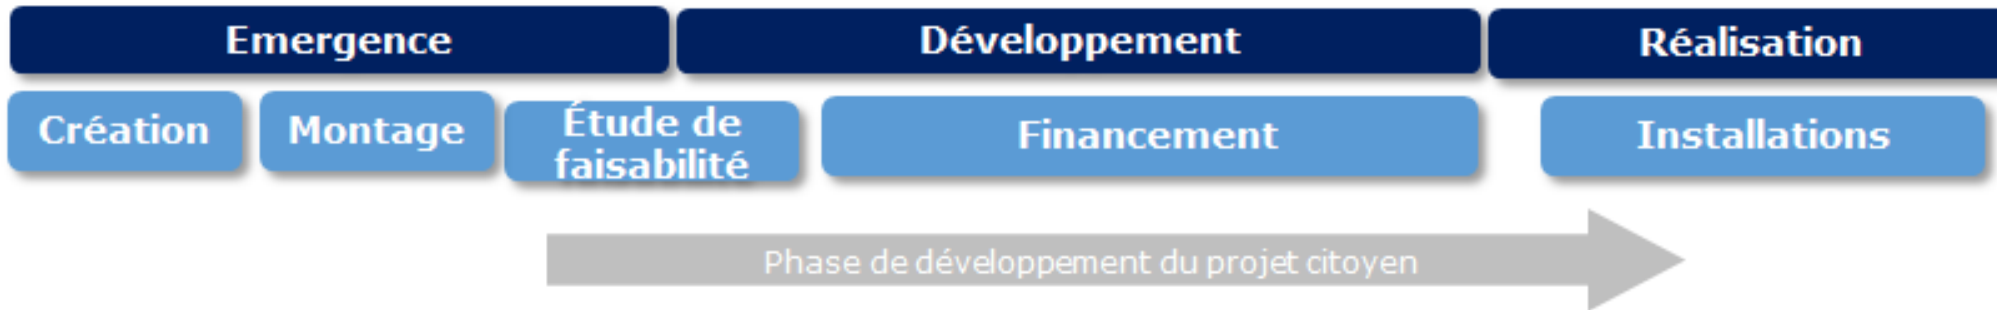 Emergence
Développement
Réalisation
Création
Montage
Étude de
faisabilité
Financement
Installations
Phase de développement du projet citoyen